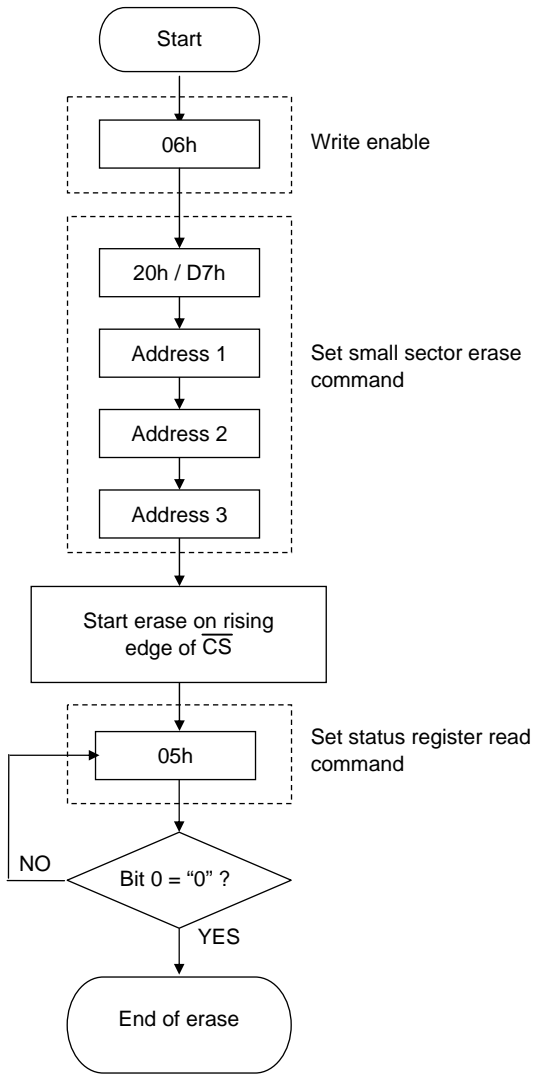 Start
06h
Write enable
20h / D7h
Address 1
Set small sector erase
command
Address 2
Address 3
Start erase on rising
edge of C̅S̅
05h
Set status register read
command
NO
Bit 0 = “0” ?
YES
End of erase